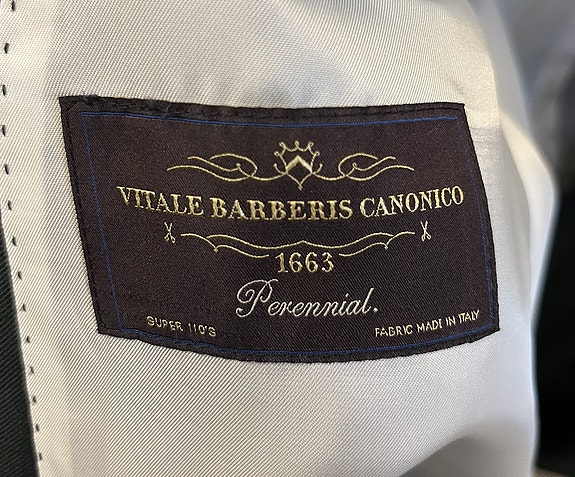 VITALE BARBERIS CANONICO
1663
Perennial.
SUPER 110'S
FABRIC MADE IN ITALY